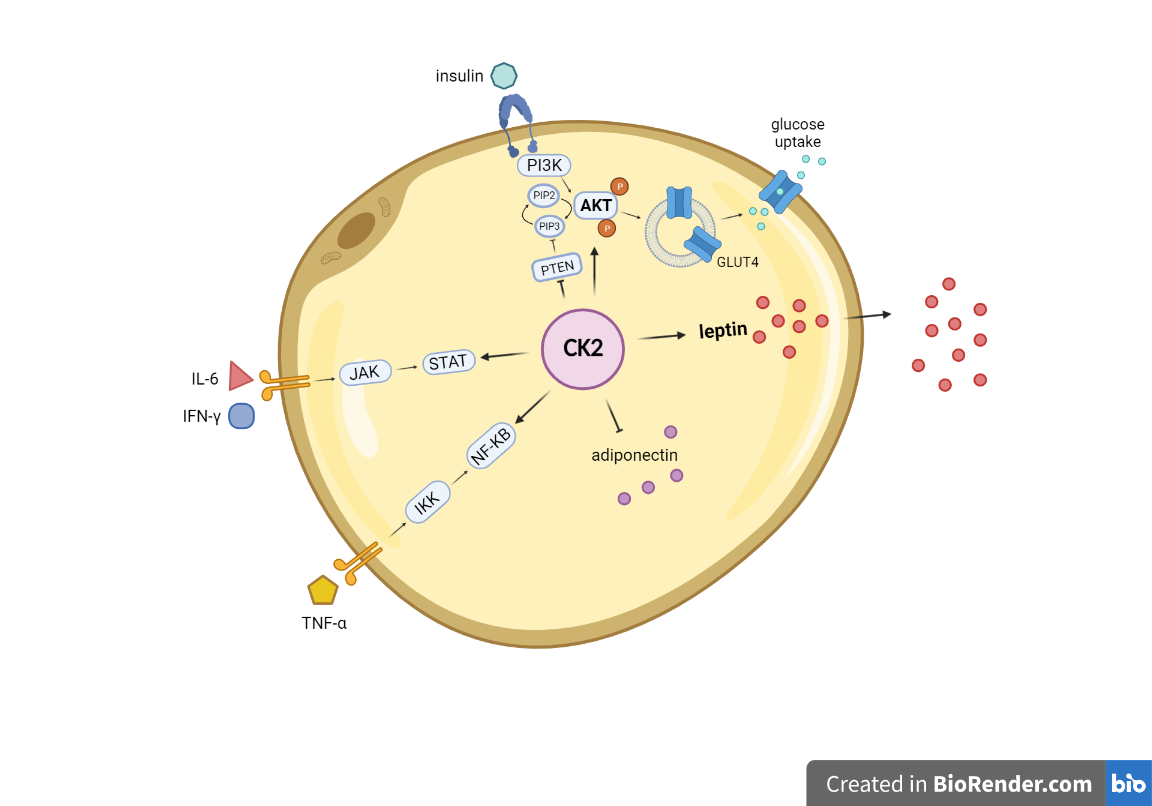 insulin
glucose
uptake
PI3K
PIP2
P
AKT
PIP3
P
GLUT4
PTEN
CK2
leptin
STAT
JAK
IL-6
IFN-γ
NF-KB
adiponectin
IKK
TNF-α
Created in BioRender.com bio